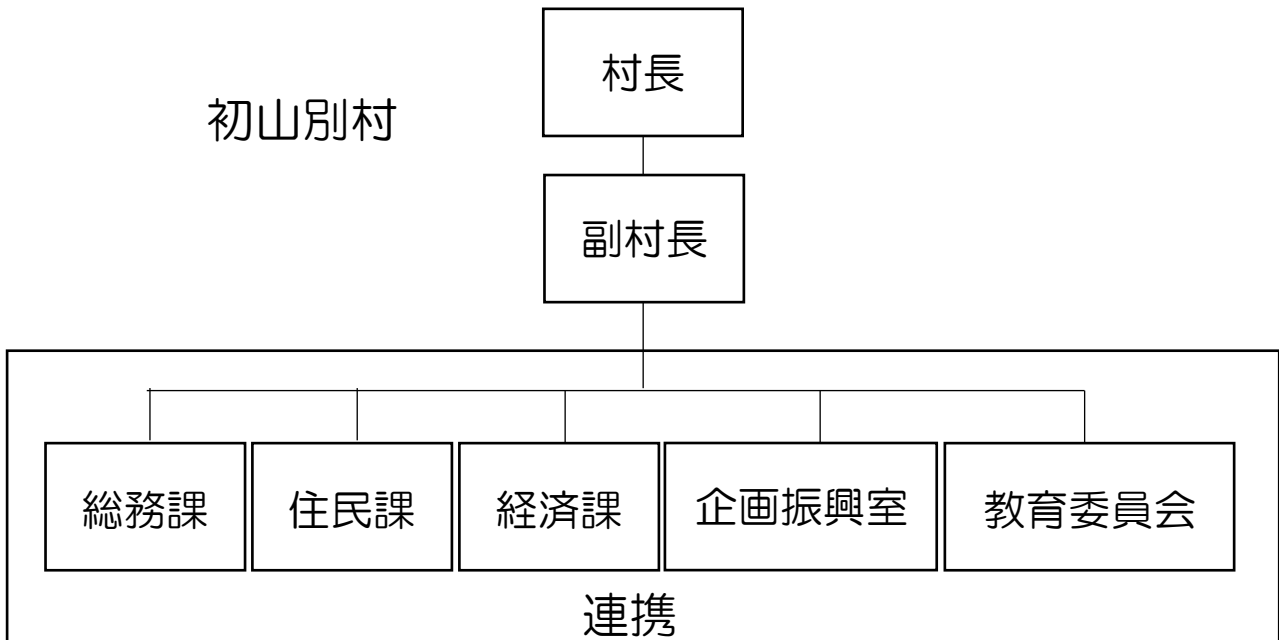 村長
初山別村
副村長
総務課
住民課
経済課
企画振興室
教育委員会
連携